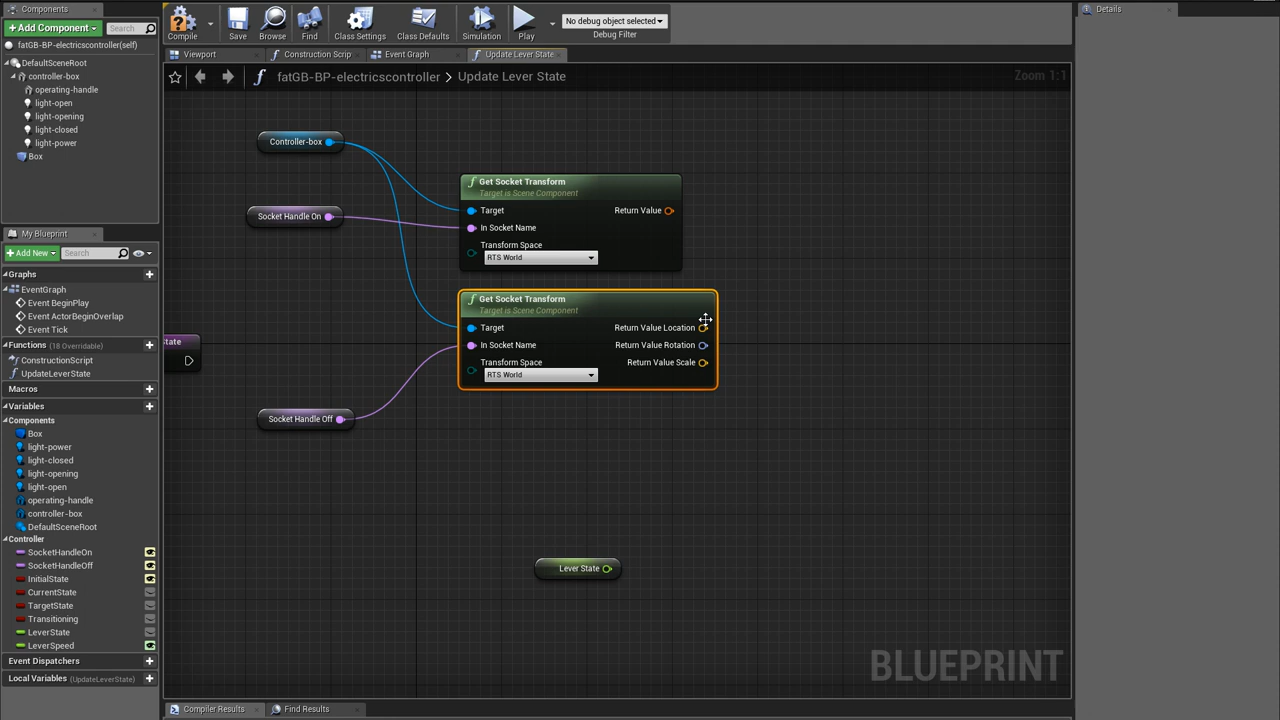 Components
Add Component
Search
fatGB-BP-electricscontroller(self)
DefaultSceneRoot
controller-box
operating-handle
light-open
light-opening
light-closed
light-power
Box
My Blueprint
Add New
Search
Graphs
EventGraph
Event BeginPlay
Event ActorBeginOverlap
Event Tick
Functions (18 Overridable)
ConstructionScript
UpdateLeverState
Macros
Variables
Components
Box
light-power
light-closed
light-opening
light-open
operating-handle
controller-box
DefaultSceneRoot
Controller
SocketHandleOn
SocketHandleOff
InitialState
CurrentState
TargetState
Transitioning
LeverState
LeverSpeed
Event Dispatchers
Local Variables (UpdateLeverState)
Compile
Save
Browse
Find
Class Settings
Class Defaults
Simulation
Play
No debug object selected
Debug Filter
Viewport
Construction Scrip
Event Graph
Update Lever State
fatGB-BP-electricscontroller > Update Lever State
Zoom 1:1
Controller-box
Socket Handle On
Get Socket Transform
Target is Scene Component
Target
Return Value
In Socket Name
Transform Space
RTS World
Get Socket Transform
Target is Scene Component
Target
Return Value Location
In Socket Name
Return Value Rotation
Transform Space
Return Value Scale
RTS World
tate
Socket Handle Off
Lever State
BLUEPRINT
Compiler Results
Find Results
Details